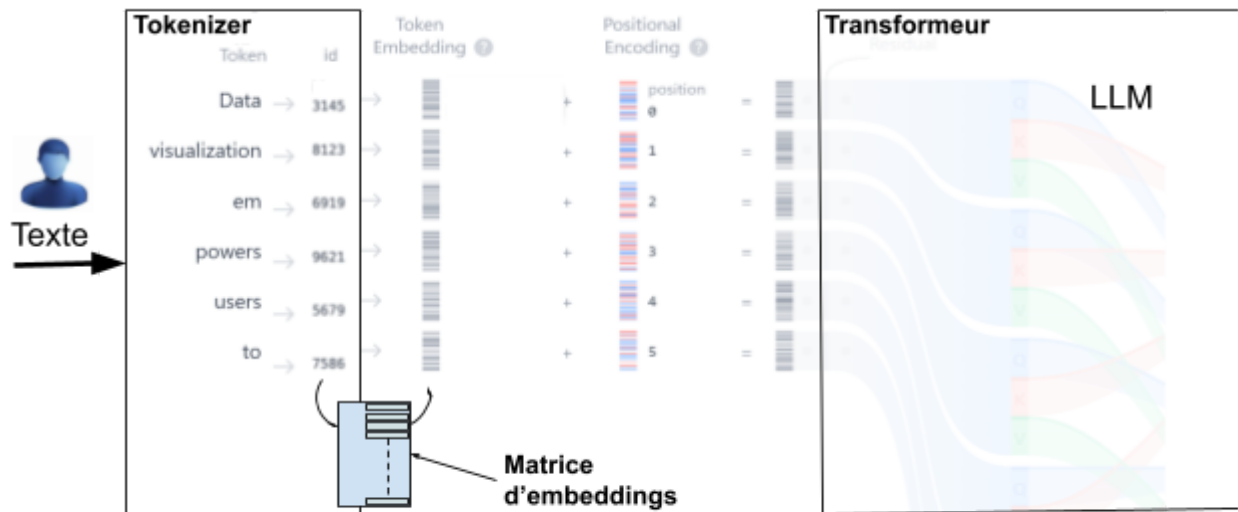 Tokenizer
Token
Embedding ?
Positional
Encoding ?
Transformeur
Residual
Token
id
position
LLM
Data → 3145 → + 0 =
visualization → 8123 → + 1 =
em → 6919 → + 2 =
powers → 9621 → + 3 =
users → 5679 → + 4 =
to → 7586 → + 5 =
Texte
Matrice
d’embeddings